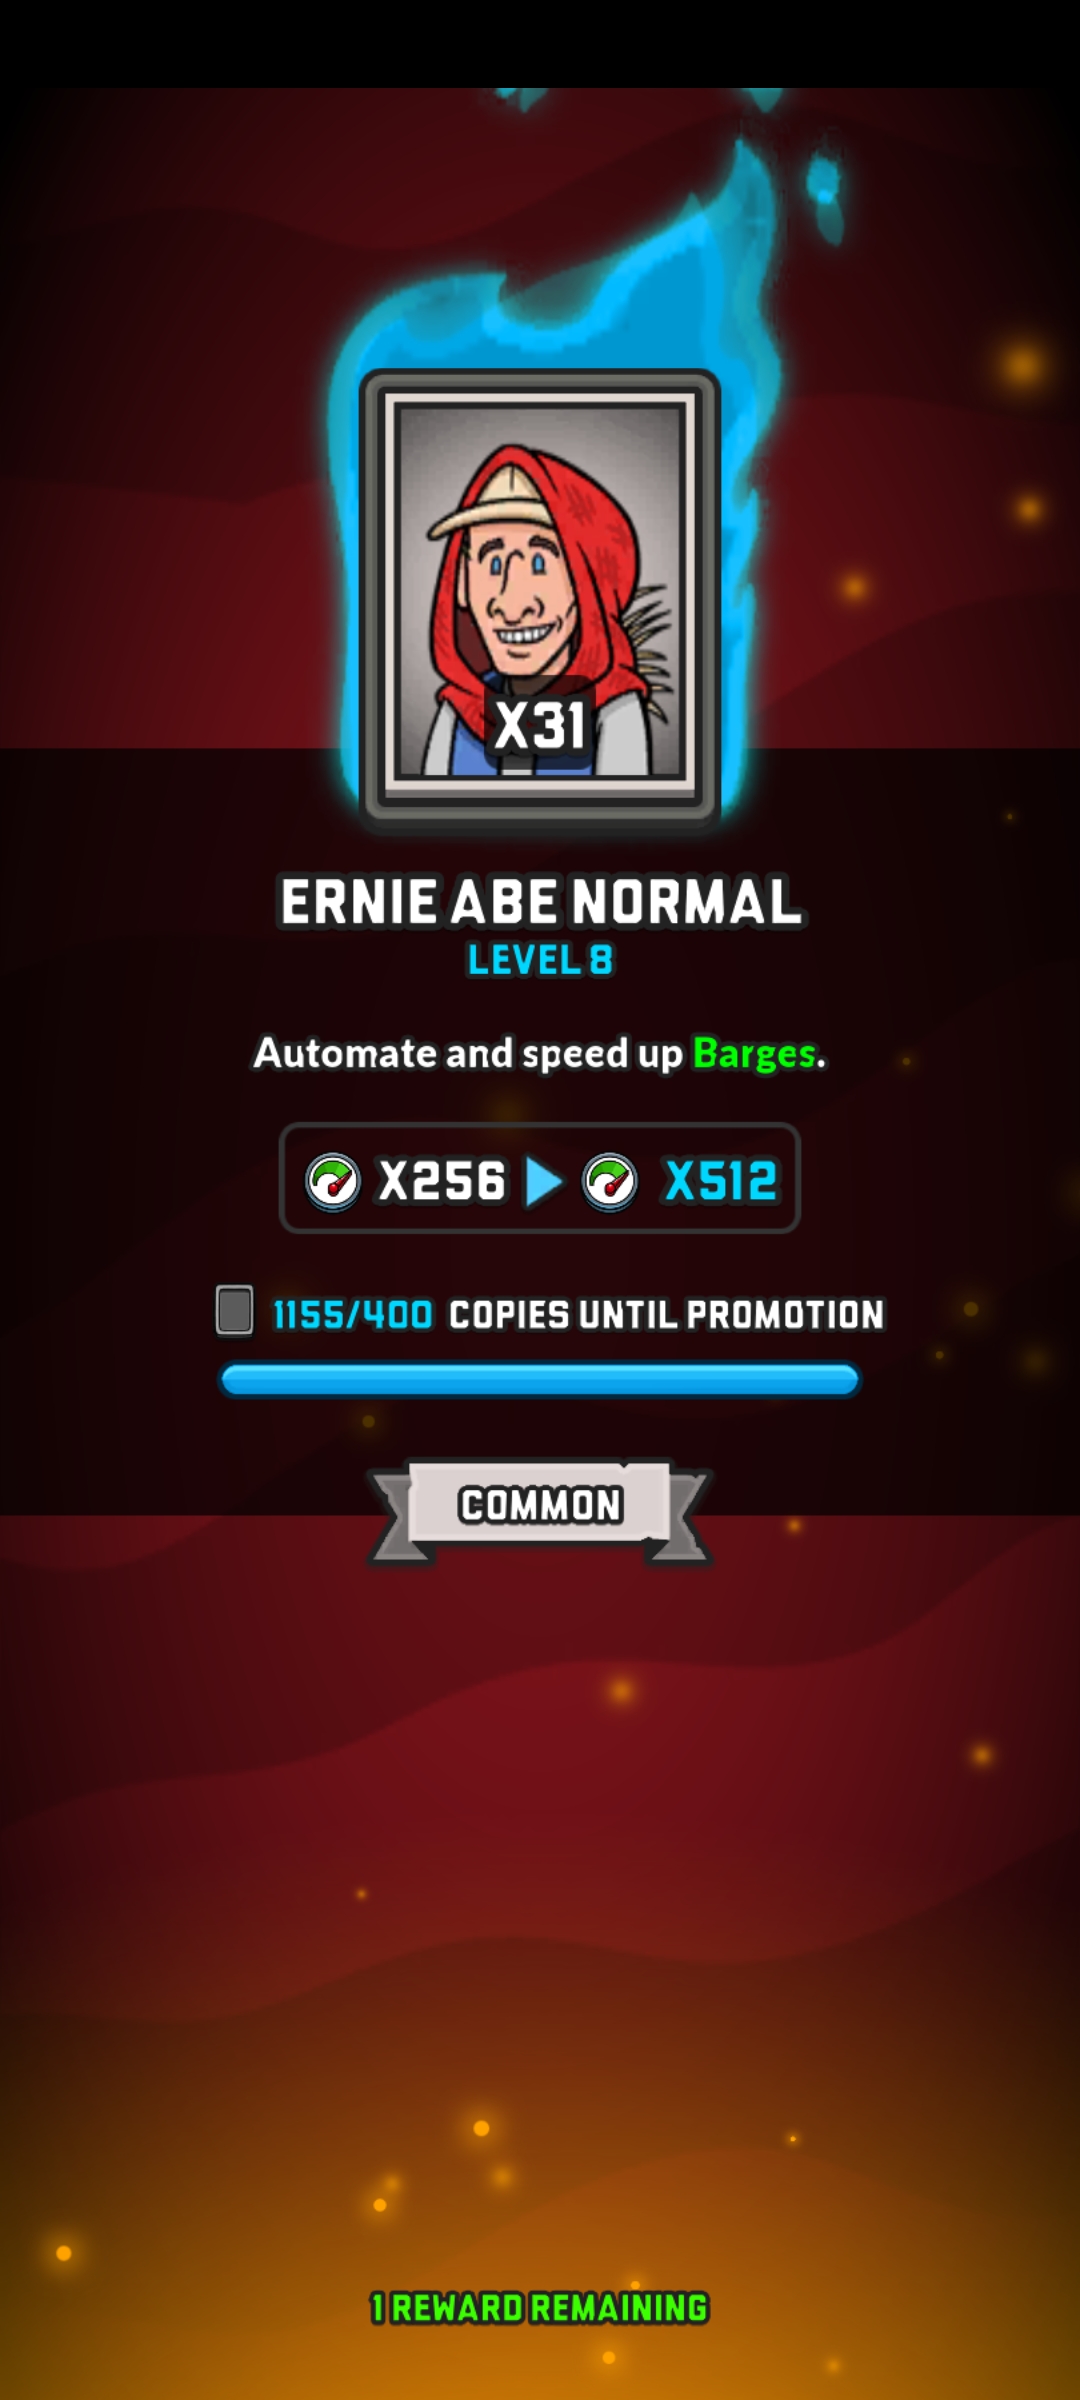 X31
ERNIE ABE NORMAL
LEVEL 8
Automate and speed up Barges.
X256 X512
1155/400 COPIES UNTIL PROMOTION
COMMON
1 REWARD REMAINING